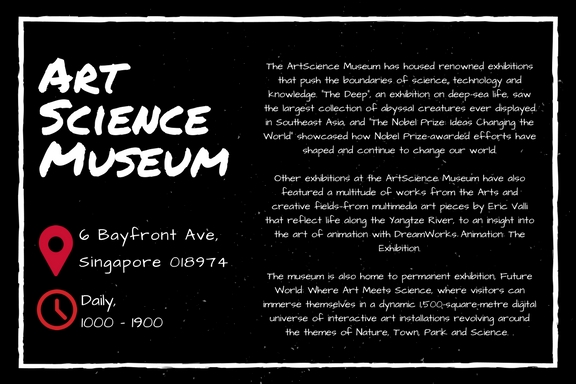 Art
Science
Museum
6 Bayfront Ave,
Singapore 018974
Daily,
1000 - 1900
The ArtScience Museum has housed renowned exhibitions
that push the boundaries of science, technology and
knowledge. "The Deep", an exhibition on deep-sea life, saw
the largest collection of abyssal creatures ever displayed
in Southeast Asia, and "The Nobel Prize: Ideas Changing the
World" showcased how Nobel Prize-awarded efforts have
shaped and continue to change our world.
Other exhibitions at the ArtScience Museum have also
featured a multitude of works from the Arts and
creative fields-from multimedia art pieces by Eric Valli
that reflect life along the Yangtze River, to an insight into
the art of animation with DreamWorks Animation: The
Exhibition.
The museum is also home to permanent exhibition, Future
World: Where Art Meets Science, where visitors can
immerse themselves in a dynamic 1,500-square-metre digital
universe of interactive art installations revolving around
the themes of Nature, Town, Park and Science.